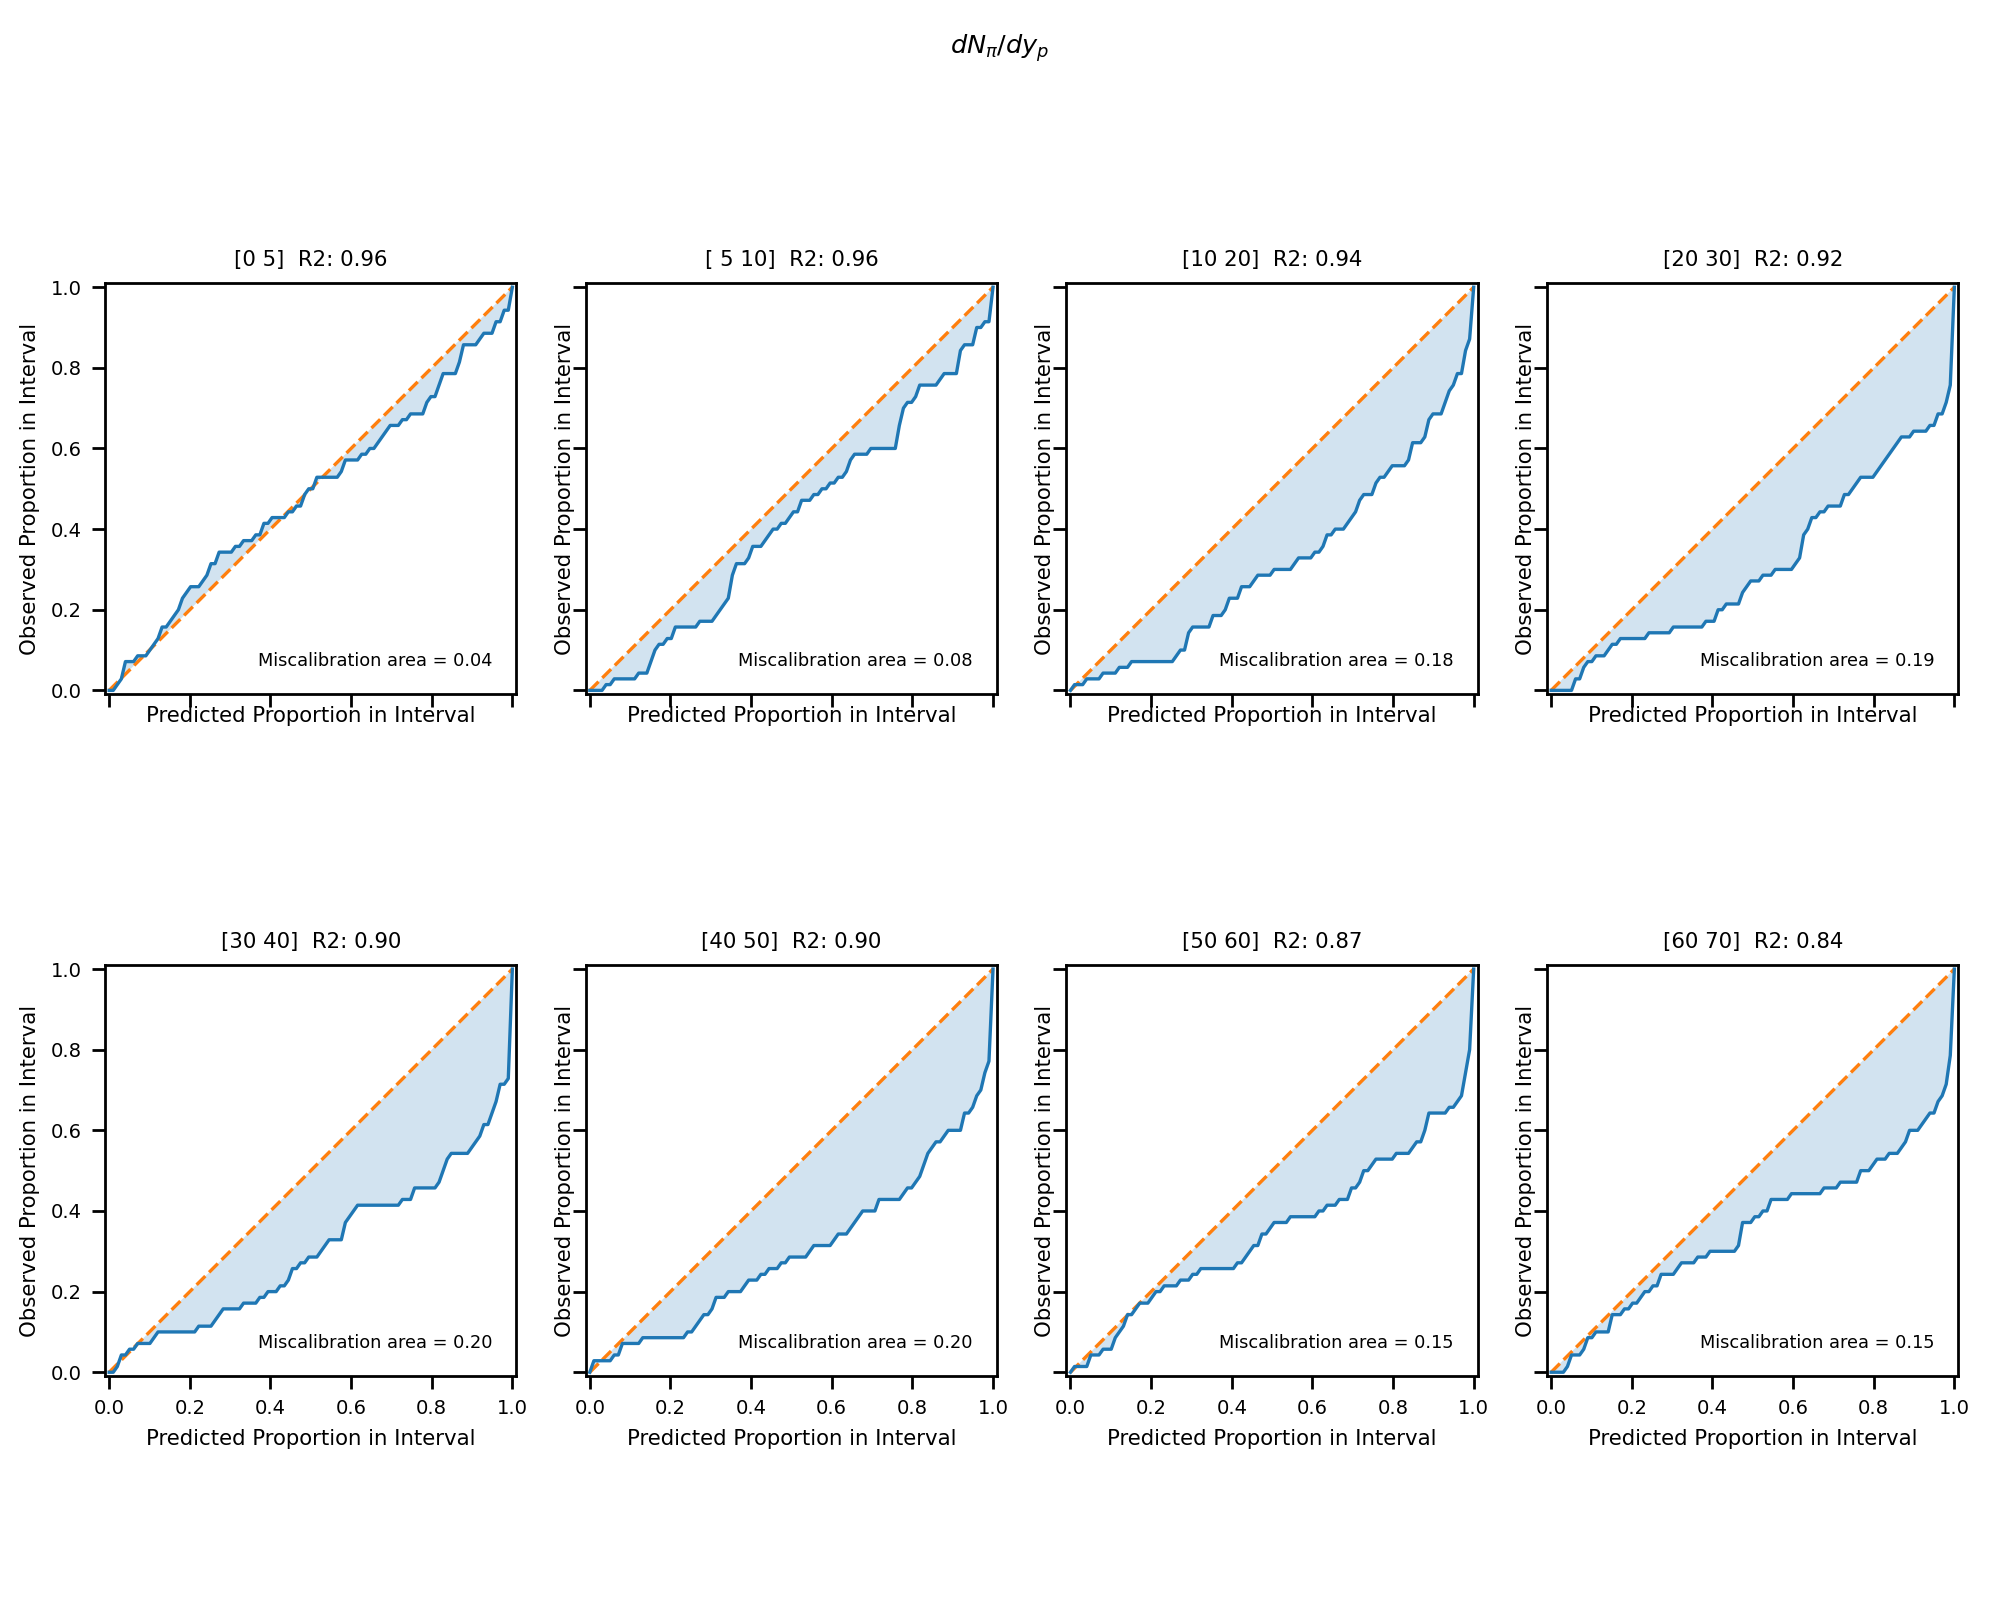 dNπ/dyp
[0 5]  R2: 0.96
[ 5 10]  R2: 0.96
[10 20]  R2: 0.94
[20 30]  R2: 0.92
Observed Proportion in Interval
1.0
0.8
0.6
0.4
0.2
0.0
Miscalibration area = 0.04
Predicted Proportion in Interval
Observed Proportion in Interval
Miscalibration area = 0.08
Predicted Proportion in Interval
Observed Proportion in Interval
Miscalibration area = 0.18
Predicted Proportion in Interval
Observed Proportion in Interval
Miscalibration area = 0.19
Predicted Proportion in Interval
[30 40]  R2: 0.90
[40 50]  R2: 0.90
[50 60]  R2: 0.87
[60 70]  R2: 0.84
Observed Proportion in Interval
1.0
0.8
0.6
0.4
0.2
0.0
Miscalibration area = 0.20
0.0 0.2 0.4 0.6 0.8 1.0
Predicted Proportion in Interval
Observed Proportion in Interval
Miscalibration area = 0.20
0.0 0.2 0.4 0.6 0.8 1.0
Predicted Proportion in Interval
Observed Proportion in Interval
Miscalibration area = 0.15
0.0 0.2 0.4 0.6 0.8 1.0
Predicted Proportion in Interval
Observed Proportion in Interval
Miscalibration area = 0.15
0.0 0.2 0.4 0.6 0.8 1.0
Predicted Proportion in Interval